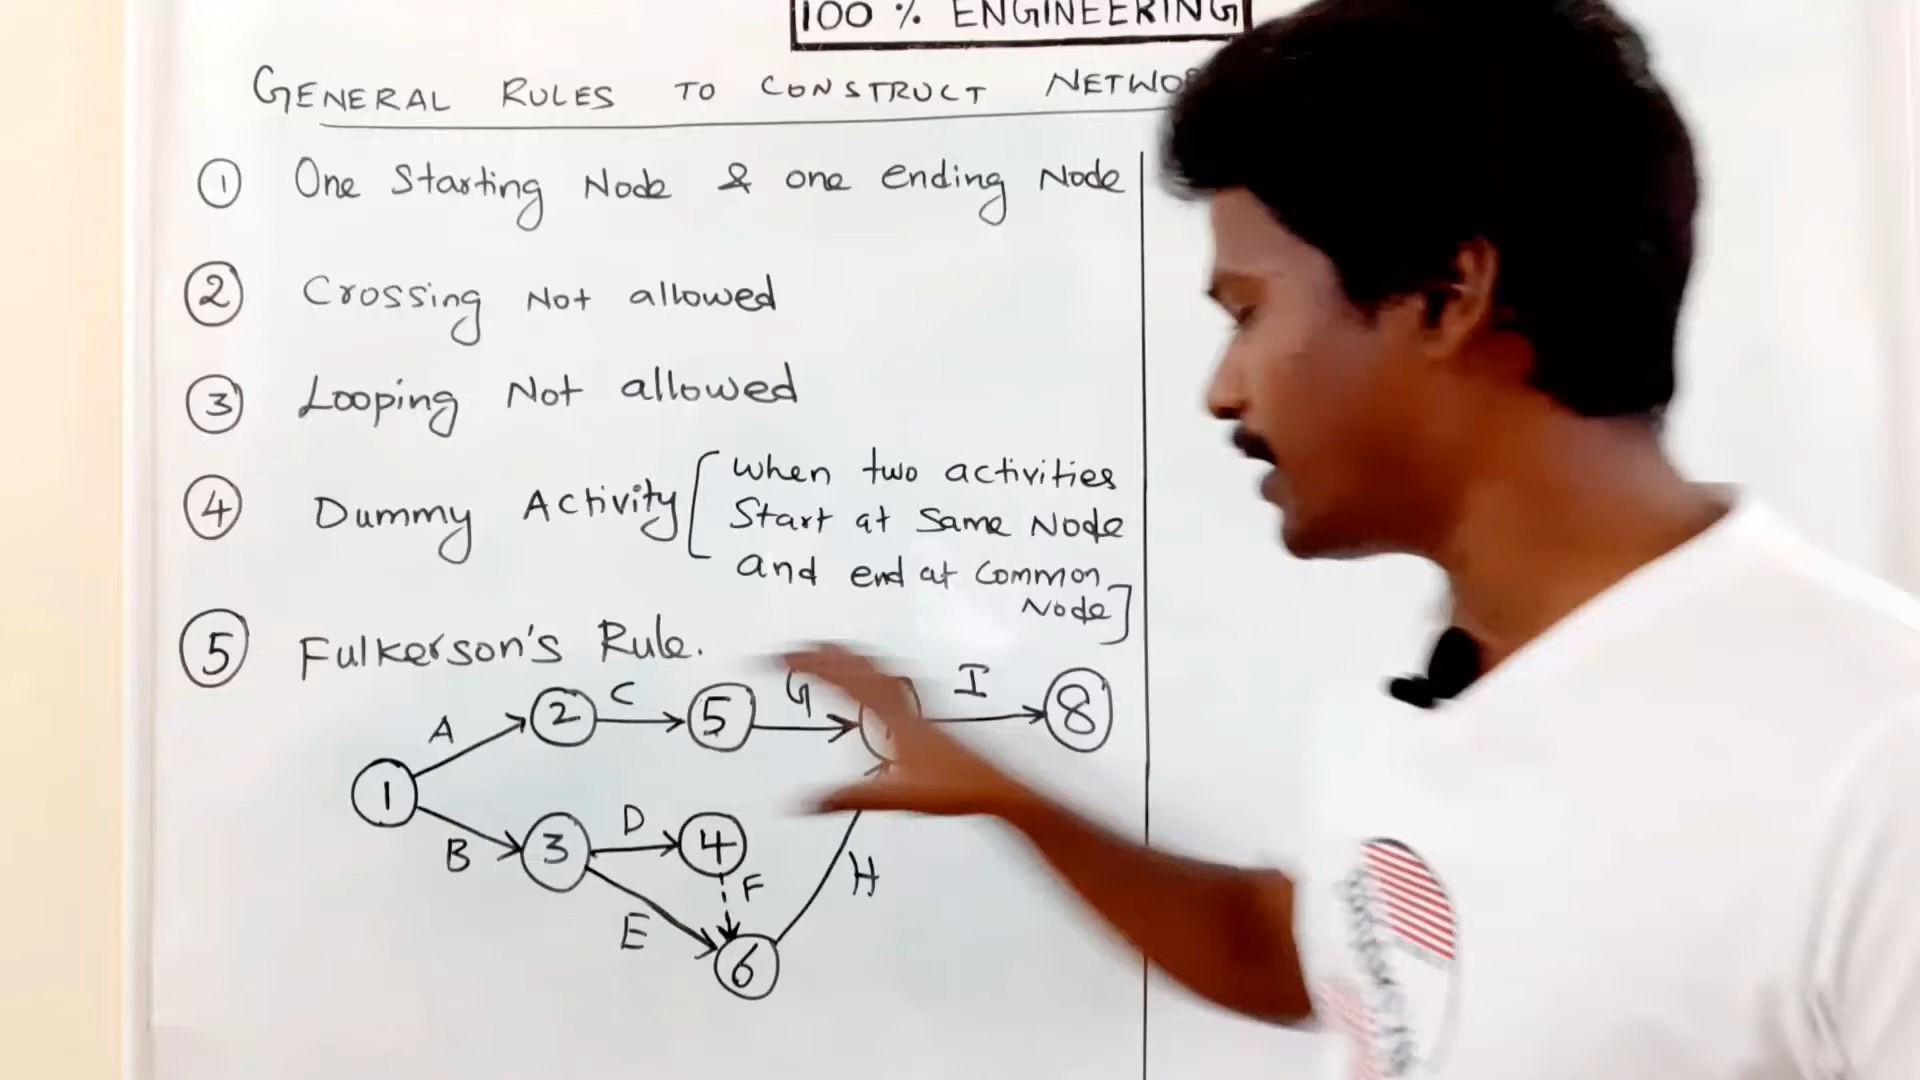 100 % ENGINEERING
GENERAL RULES TO CONSTRUCT
① One Starting Node & one ending Node
② Crossing Not allowed
③ Looping Not allowed
④ Dummy Activity [when two activities
Start at same Node
and end at Common
Node]
⑤ Fulkerson's Rule.
A
2
C
5
G
I
8
1
B
3
D
4
F
E
H
6